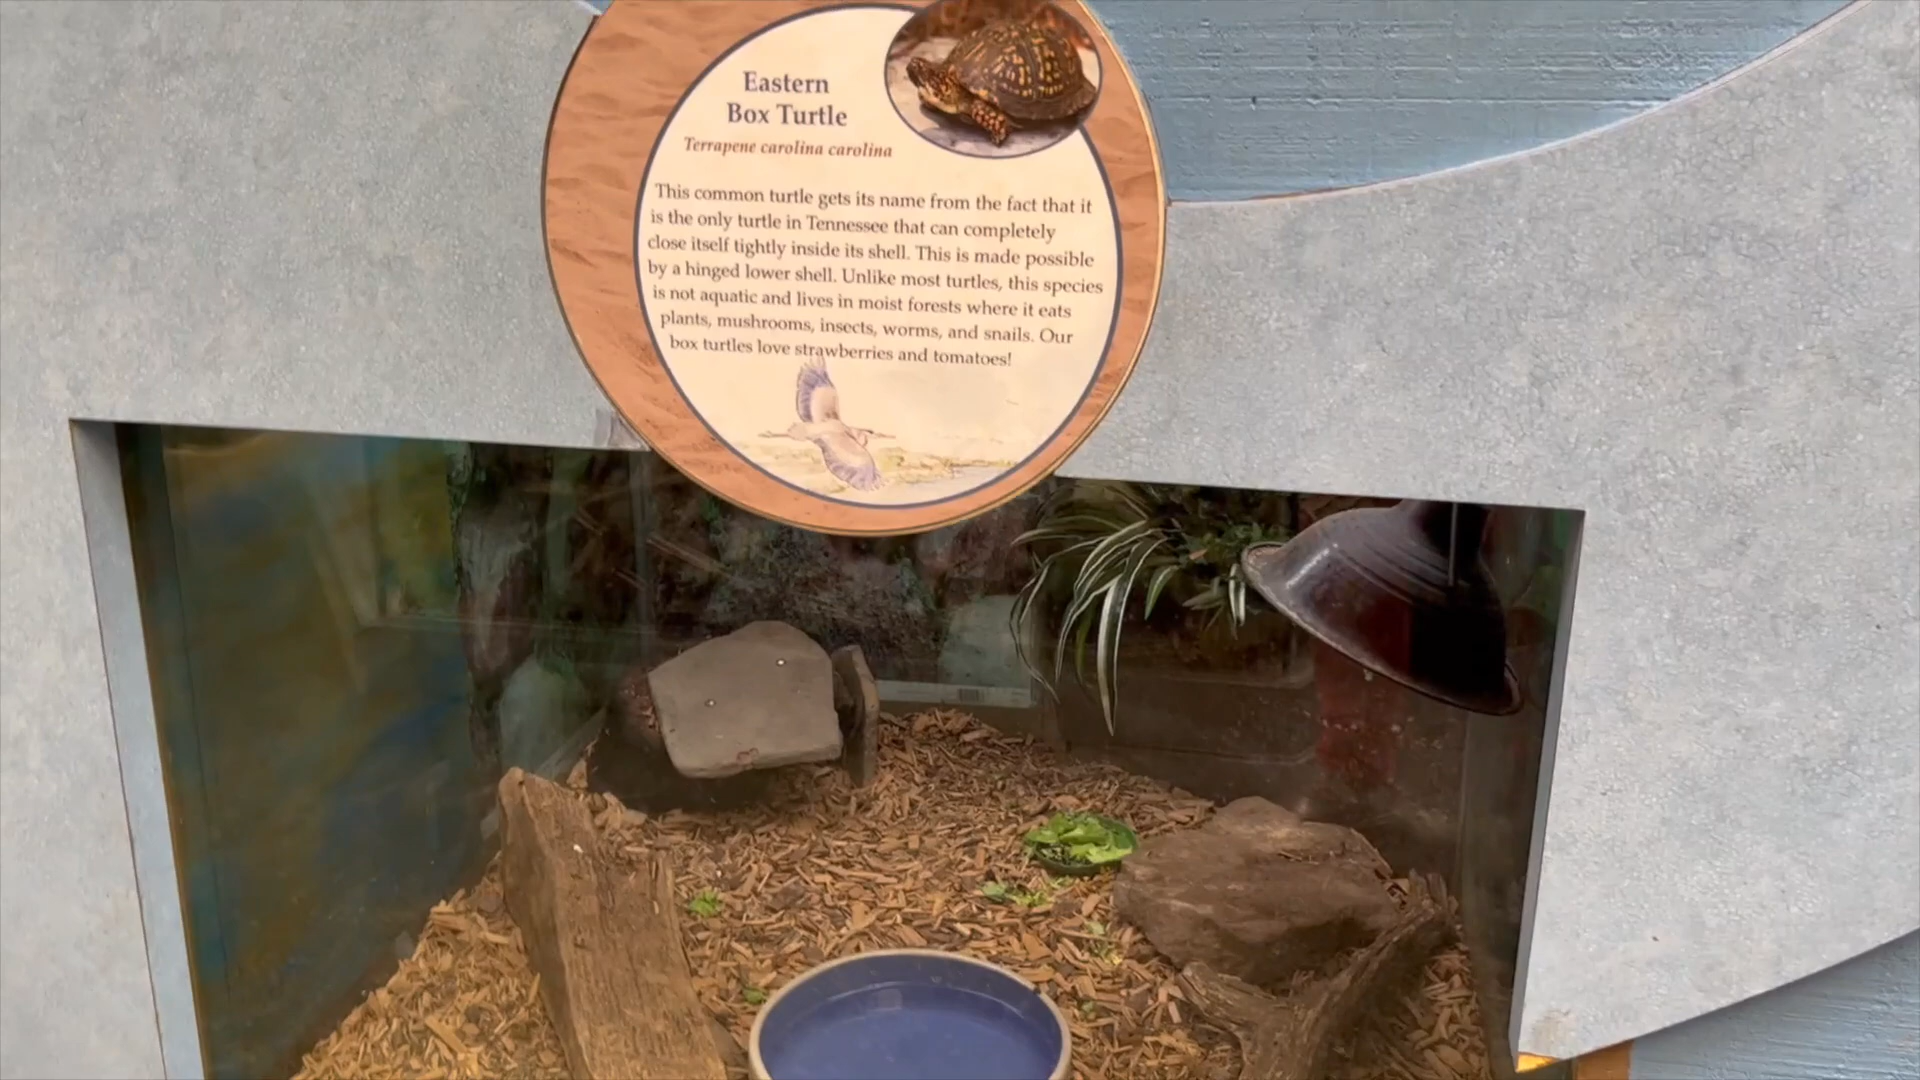 Eastern
Box Turtle
Terrapene carolina carolina
This common turtle gets its name from the fact that it
is the only turtle in Tennessee that can completely
close itself tightly inside its shell. This is made possible
by a hinged lower shell. Unlike most turtles, this species
is not aquatic and lives in moist forests where it eats
plants, mushrooms, insects, worms, and snails. Our
box turtles love strawberries and tomatoes!